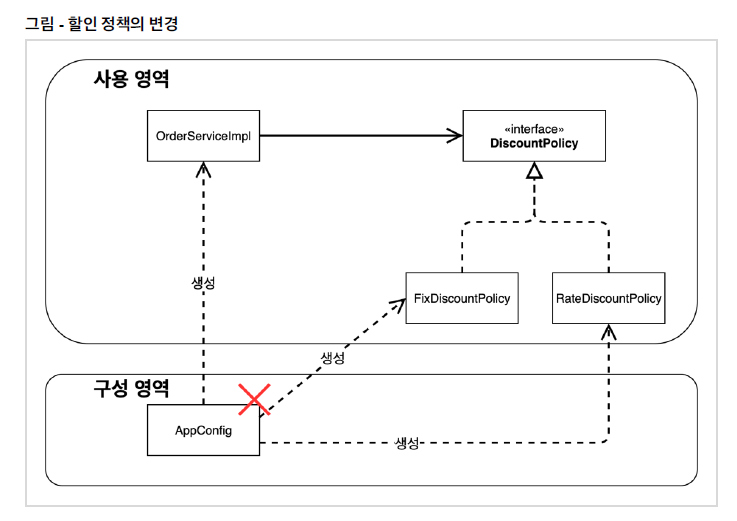 그림 - 할인 정책의 변경
사용 영역
OrderServiceImpl
«interface»
DiscountPolicy
생성
FixDiscountPolicy
RateDiscountPolicy
생성
구성 영역
AppConfig
생성